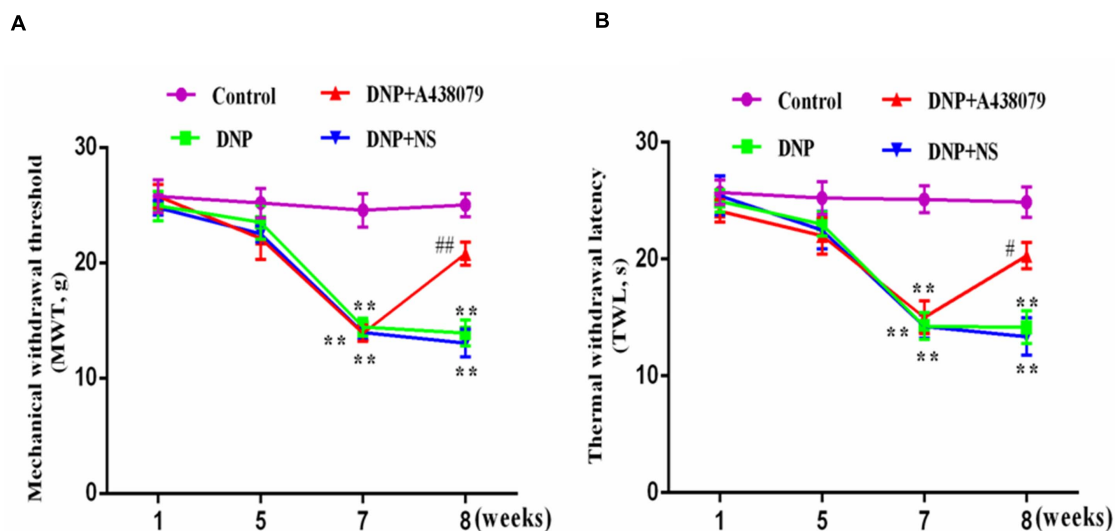 A
Control
DNP+A438079
DNP
DNP+NS
Mechanical withdrawal threshold
(MWT, g)
30
20
10
0
##
**
**
**
**
**
1
5
7
8 (weeks)
B
Control
DNP+A438079
DNP
DNP+NS
Thermal withdrawal latency
(TWL, s)
30
20
10
0
#
**
**
**
**
**
1
5
7
8 (weeks)